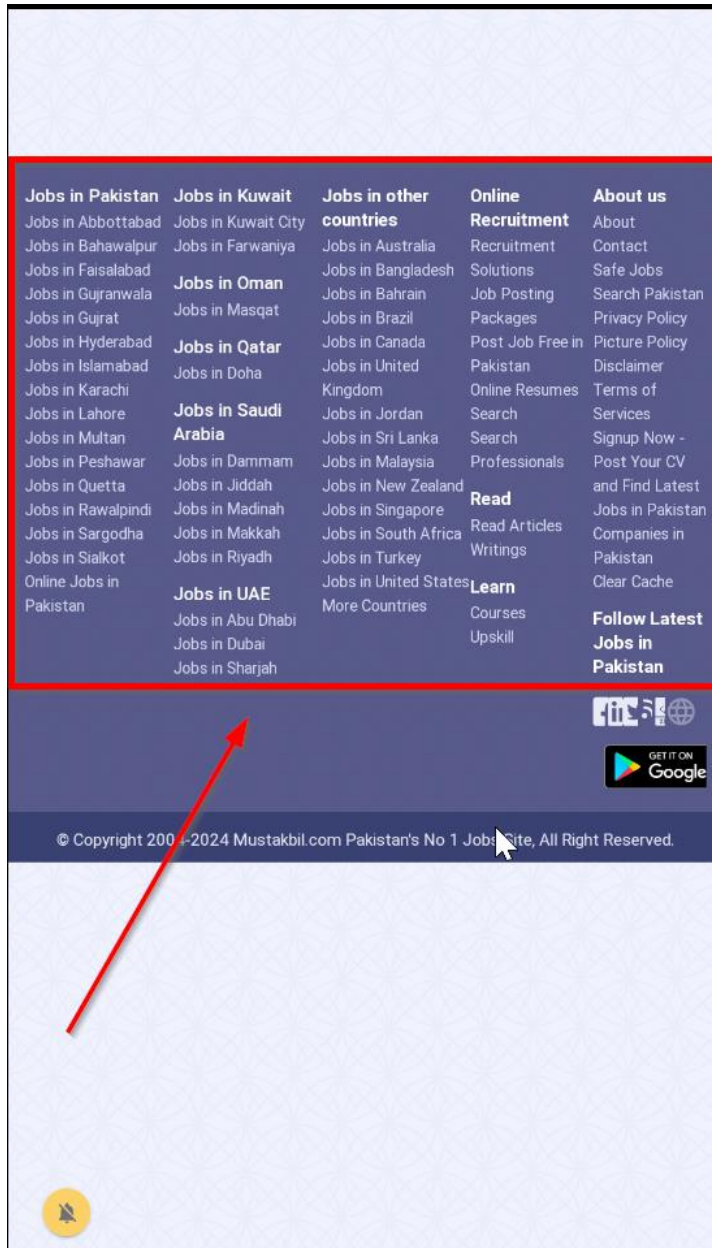 Jobs in Pakistan
Jobs in Abbottabad
Jobs in Bahawalpur
Jobs in Faisalabad
Jobs in Gujranwala
Jobs in Gujrat
Jobs in Hyderabad
Jobs in Islamabad
Jobs in Karachi
Jobs in Lahore
Jobs in Multan
Jobs in Peshawar
Jobs in Quetta
Jobs in Rawalpindi
Jobs in Sargodha
Jobs in Sialkot
Online Jobs in
Pakistan
Jobs in Kuwait
Jobs in Kuwait City
Jobs in Farwaniya
Jobs in Oman
Jobs in Masqat
Jobs in Qatar
Jobs in Doha
Jobs in Saudi
Arabia
Jobs in Dammam
Jobs in Jiddah
Jobs in Madinah
Jobs in Makkah
Jobs in Riyadh
Jobs in UAE
Jobs in Abu Dhabi
Jobs in Dubai
Jobs in Sharjah
Jobs in other
countries
Jobs in Australia
Jobs in Bangladesh
Jobs in Bahrain
Jobs in Brazil
Jobs in Canada
Jobs in United
Kingdom
Jobs in Jordan
Jobs in Sri Lanka
Jobs in Malaysia
Jobs in New Zealand
Jobs in Singapore
Jobs in South Africa
Jobs in Turkey
Jobs in United States
More Countries
Online
Recruitment
Recruitment
Solutions
Job Posting
Packages
Post Job Free in
Pakistan
Online Resumes
Search
Search
Professionals
Read
Read Articles
Writings
Learn
Courses
Upskill
About us
About
Contact
Safe Jobs
Search Pakistan
Privacy Policy
Picture Policy
Disclaimer
Terms of
Services
Signup Now -
Post Your CV
and Find Latest
Jobs in Pakistan
Companies in
Pakistan
Clear Cache
Follow Latest
Jobs in
Pakistan
GET IT ON
Google
© Copyright 2004-2024 Mustakbil.com Pakistan's No 1 Jobs Site, All Right Reserved.